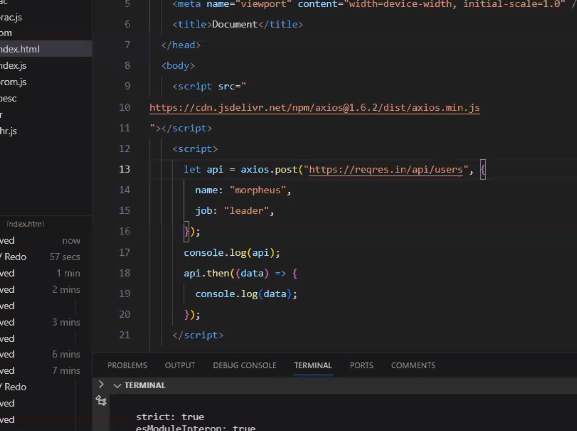 ac
rac.js
om
ndex.html
ndex.js
rom.js
pesc
r
hr.js
index.html
ved now
/ Redo 57 secs
ved 1 min
ved 2 mins
ved
ved 3 mins
ved
ved 6 mins
ved 7 mins
/ Redo
ved
ved
5 <meta name="viewport" content="width=device-width, initial-scale=1.0" /
6 <title>Document</title>
7 </head>
8 <body>
9 <script src="
10 https://cdn.jsdelivr.net/npm/axios@1.6.2/dist/axios.min.js
11 "></script>
12 <script>
13 let api = axios.post("https://reqres.in/api/users", {
14 name: "morpheus",
15 job: "leader",
16 });
17 console.log(api);
18 api.then((data) => {
19 console.log(data);
20 });
21 </script>
PROBLEMS OUTPUT DEBUG CONSOLE TERMINAL PORTS COMMENTS
TERMINAL
strict: true
esModuleInterop: true